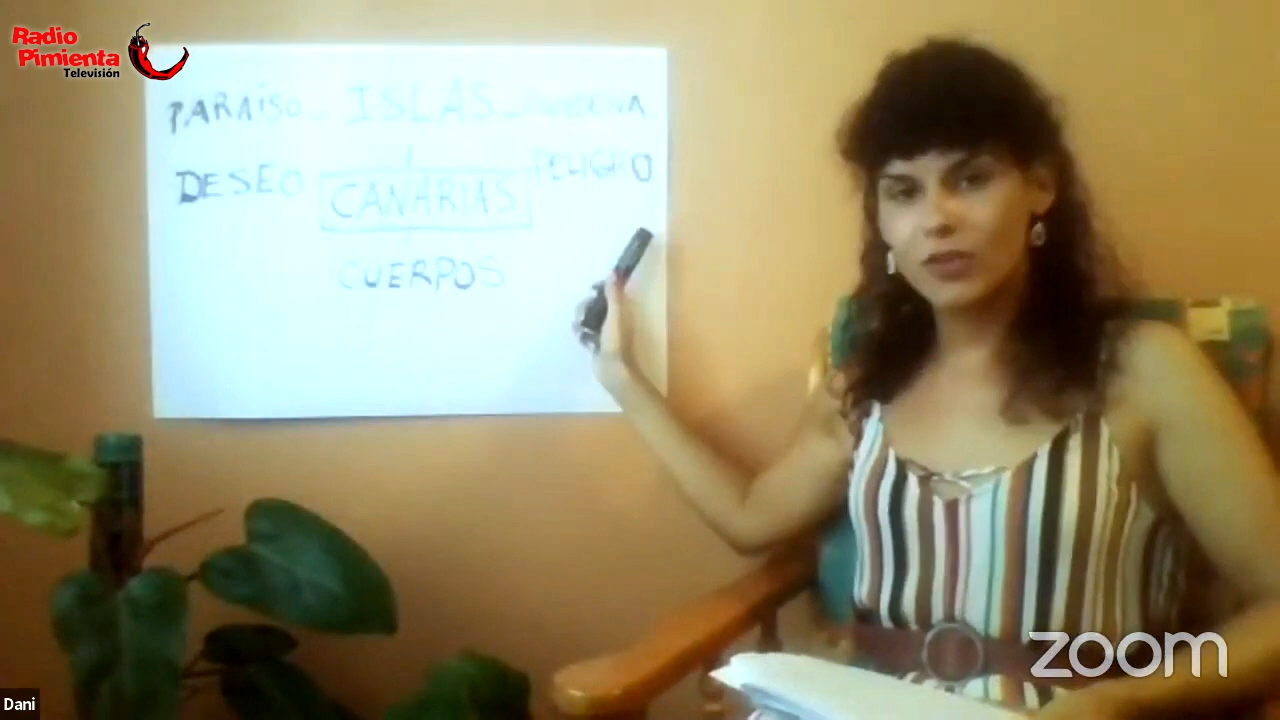 Radio
Pimienta
Televisión
PARAÍSO - ISLAS -
DESEO CANARIAS PELIGRO
CUERPOS
Dani
zoom